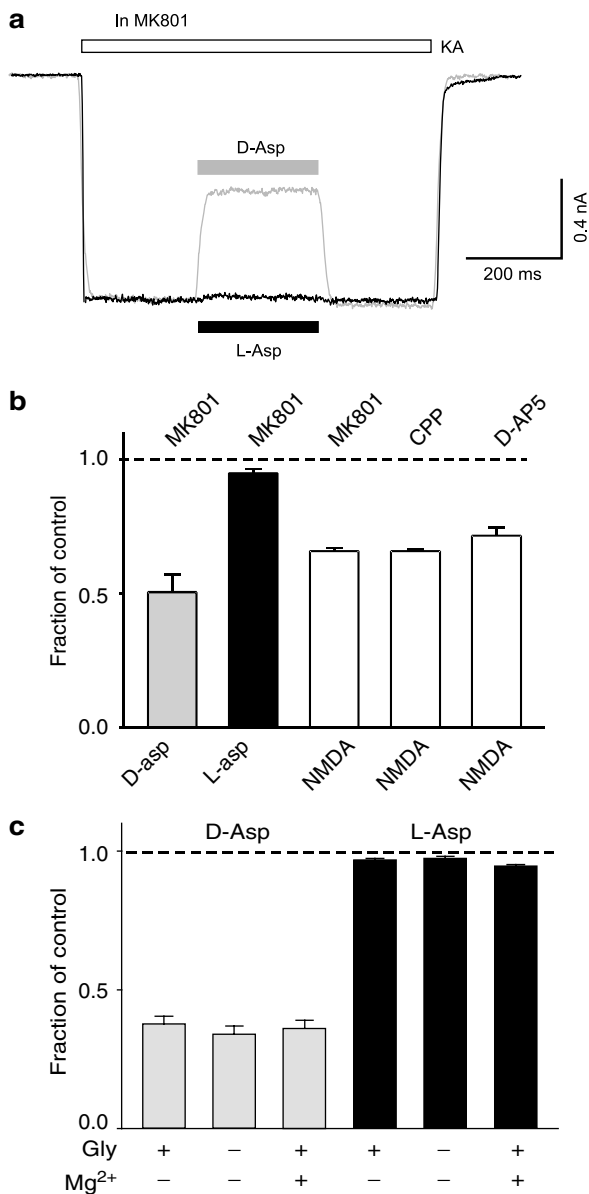 a
In MK801
KA
D-Asp
0.4 nA
200 ms
L-Asp
b
MK801 MK801 MK801 CPP D-AP5
Fraction of control
1.0
0.5
0.0
D-asp L-asp NMDA NMDA NMDA
c
D-Asp L-Asp
Fraction of control
1.0
0.5
0.0
Gly + – + + – +
Mg2+ – – + – – +